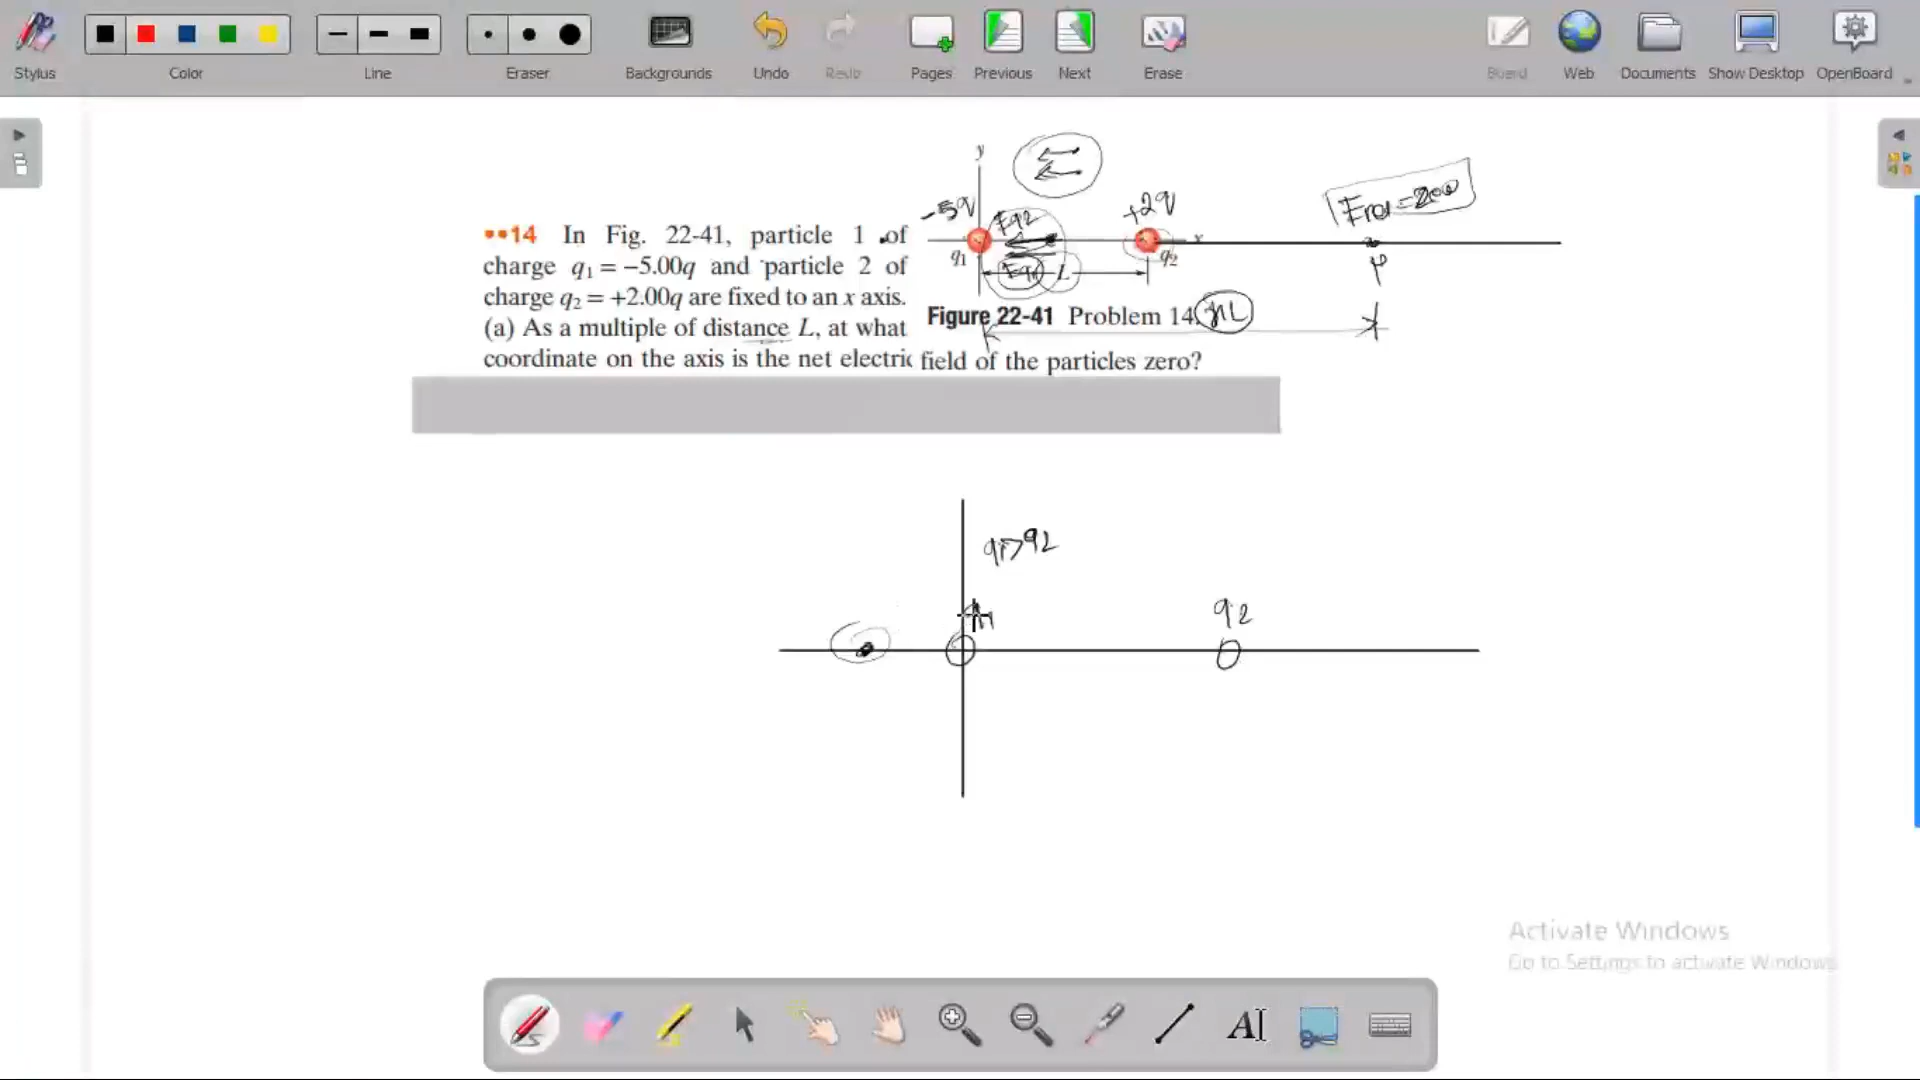 Stylus Color Line Eraser Backgrounds Undo Redo Pages Previous Next Erase Board Web Documents Show Desktop OpenBoard
y
-5q +2q
Eq2
x
••14 In Fig. 22-41, particle 1 of
charge q1 = −5.00q and particle 2 of
charge q2 = +2.00q are fixed to an x axis.
(a) As a multiple of distance L, at what
coordinate on the axis is the net electric field of the particles zero?
q1 q2
Eq1 L
P
Figure 22-41 Problem 14.
q1>q2
q2
Activate Windows
Go to Settings to activate Windows
AI